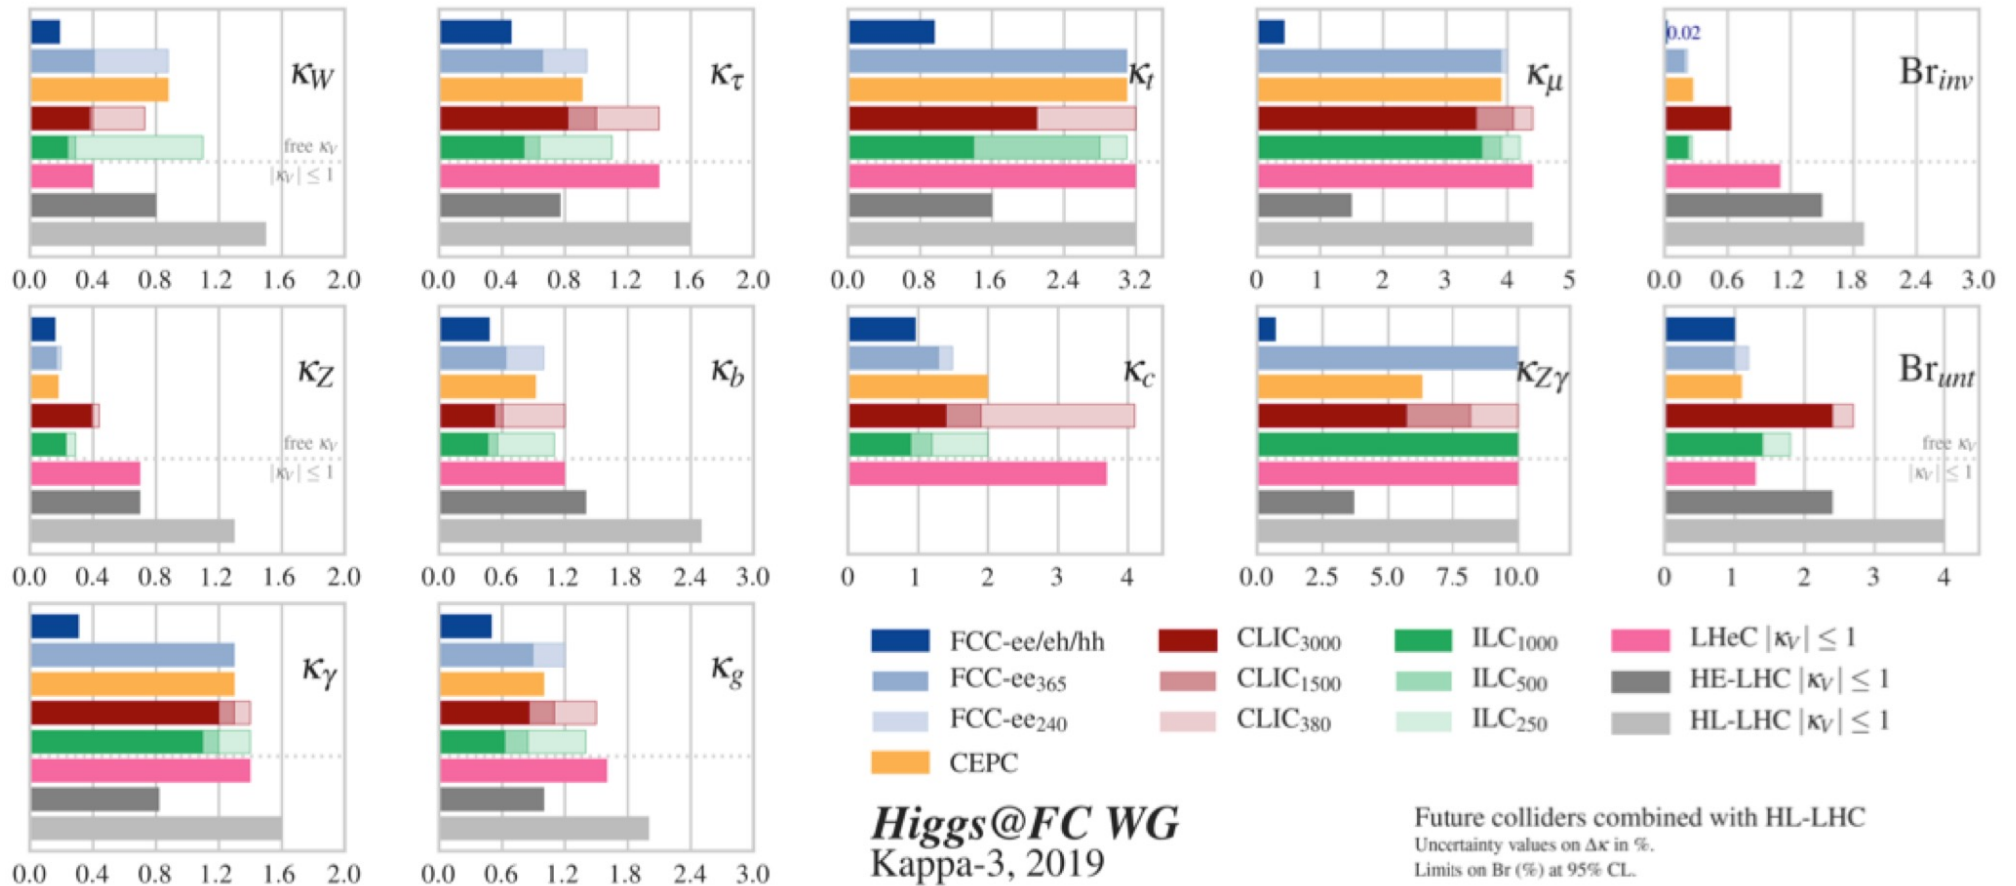 κW
free κV
|κV| ≤ 1
0.0 0.4 0.8 1.2 1.6 2.0
κτ
0.0 0.4 0.8 1.2 1.6 2.0
κt
0.0 0.8 1.6 2.4 3.2
κμ
0 1 2 3 4 5
0.02
Brinv
0.0 0.6 1.2 1.8 2.4 3.0
κZ
free κV
|κV| ≤ 1
0.0 0.4 0.8 1.2 1.6 2.0
κb
0.0 0.6 1.2 1.8 2.4 3.0
κc
0 1 2 3 4
κZγ
0.0 2.5 5.0 7.5 10.0
Brunt
free κV
|κV| ≤ 1
0 1 2 3 4
κγ
0.0 0.4 0.8 1.2 1.6 2.0
κg
0.0 0.6 1.2 1.8 2.4 3.0
FCC-ee/eh/hh
FCC-ee365
FCC-ee240
CEPC
CLIC3000
CLIC1500
CLIC380
ILC1000
ILC500
ILC250
LHeC |κV| ≤ 1
HE-LHC |κV| ≤ 1
HL-LHC |κV| ≤ 1
Higgs@FC WG
Kappa-3, 2019
Future colliders combined with HL-LHC
Uncertainty values on Δκ in %.
Limits on Br (%) at 95% CL.